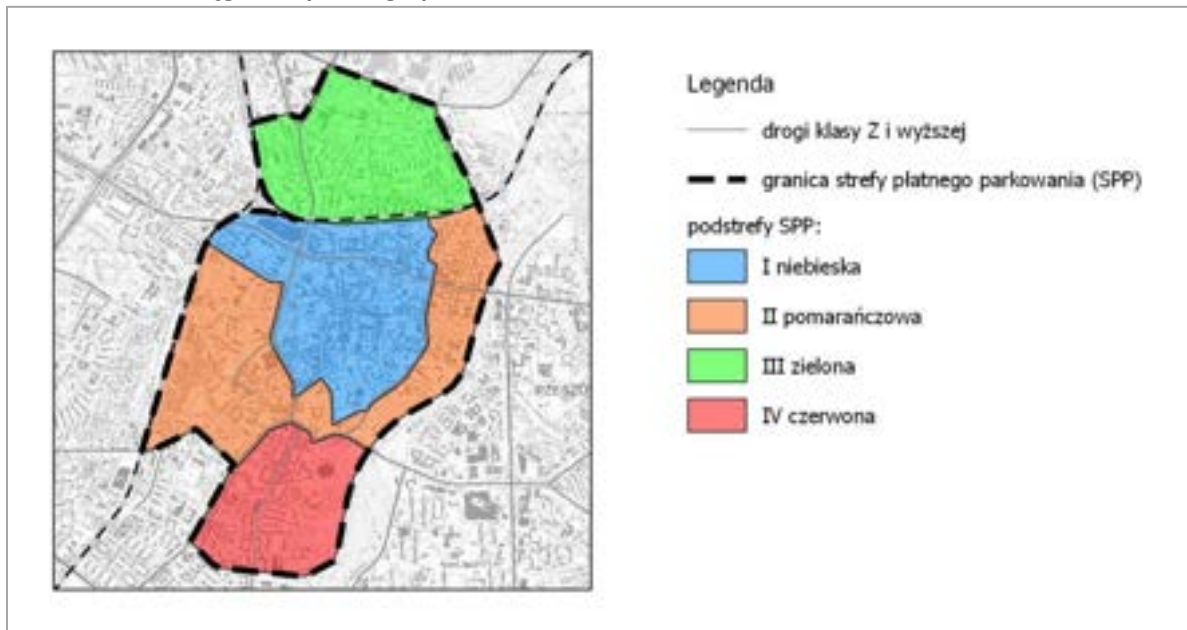 Legenda
drogi klasy Z i wyższej
granica strefy płatnego parkowania (SPP)
podstrefy SPP:
I niebieska
II pomarańczowa
III zielona
IV czerwona